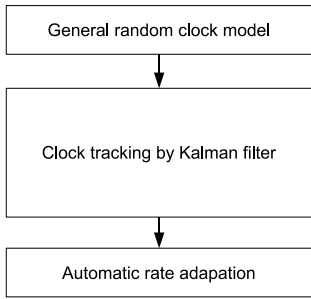 General random clock model
Clock tracking by Kalman filter
Automatic rate adapation